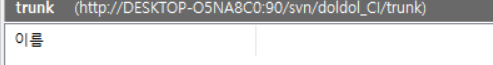 trunk (http://DESKTOP-O5NA8C0:90/svn/doldol_CI/trunk)
이름